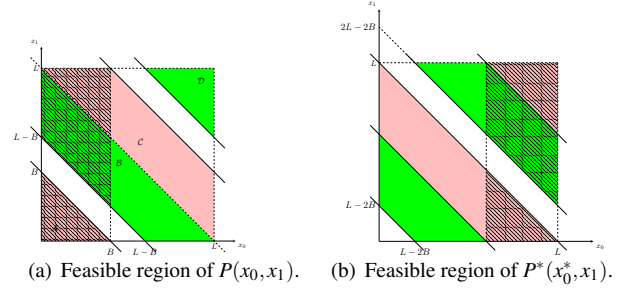 x₁
x₁
2L−2B
L
L
𝒟
L−B
𝒞
ℬ
B
L−2B
B
L−B
L
x₀
L−2B
L
x₀
(a) Feasible region of P(x₀,x₁).
(b) Feasible region of P*(x₀*,x₁).